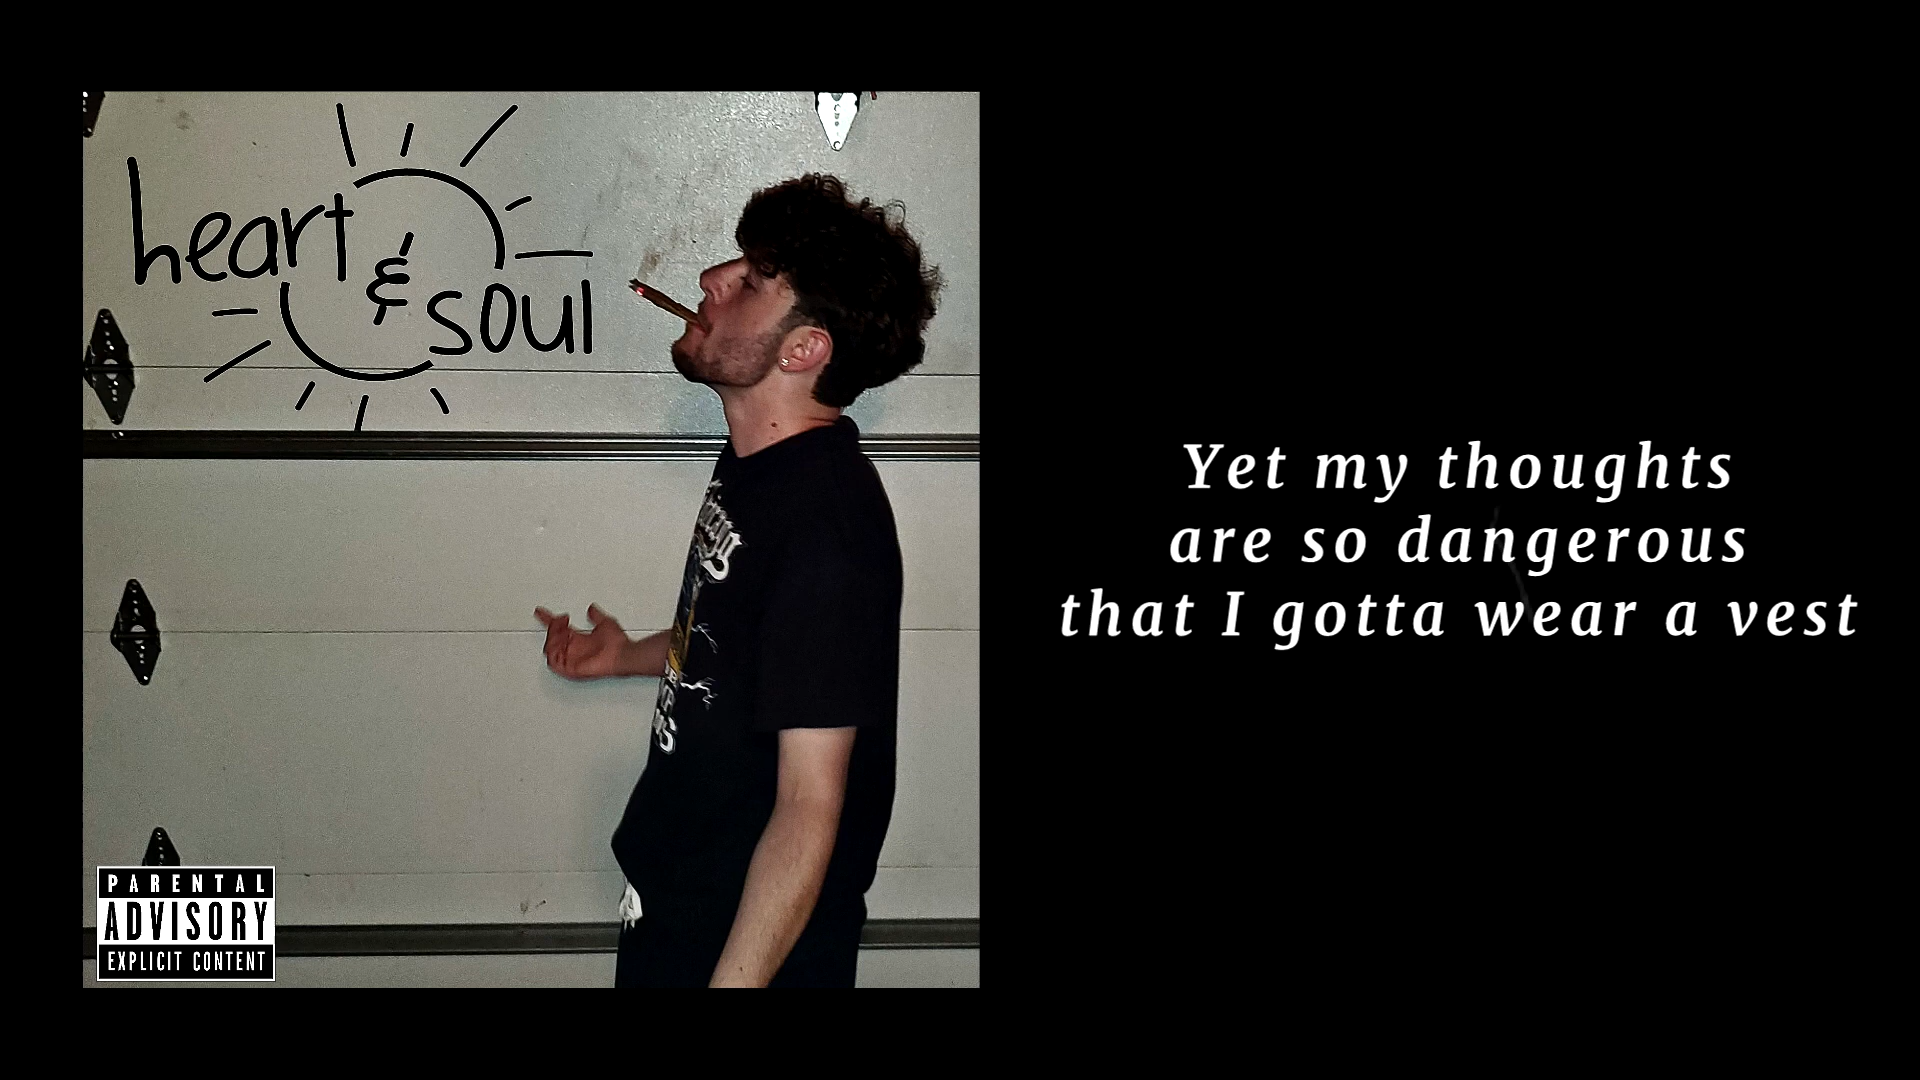 heart
&
soul
PARENTAL
ADVISORY
EXPLICIT CONTENT
Yet my thoughts
are so dangerous
that I gotta wear a vest